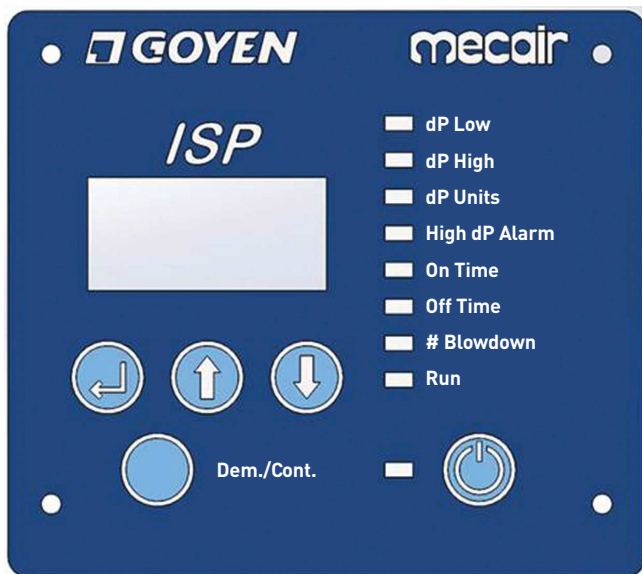 GOYEN
mecair
ISP
dP Low
dP High
dP Units
High dP Alarm
On Time
Off Time
# Blowdown
Run
Dem./Cont.